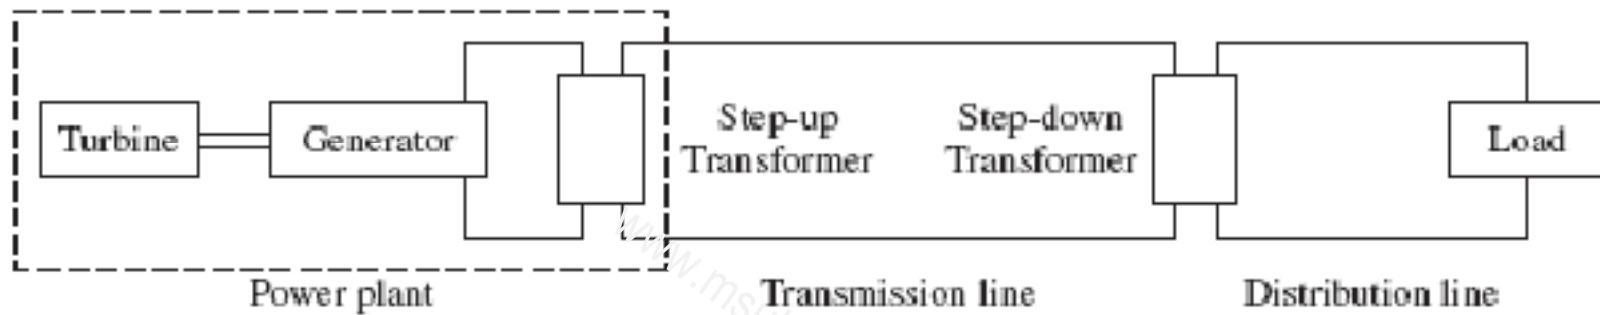 Turbine
Generator
Step-up
Transformer
Step-down
Transformer
Load
Power plant
Transmission line
Distribution line